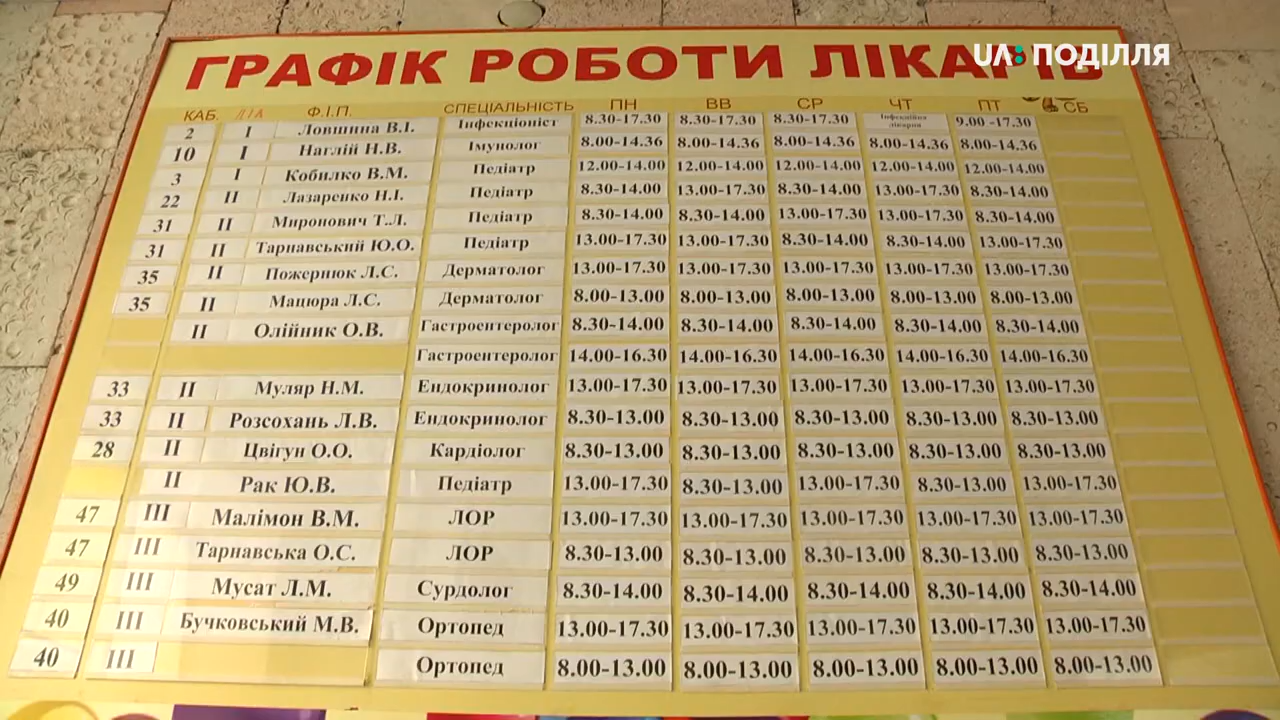 UA: ПОДІЛЛЯ
ГРАФІК РОБОТИ ЛІКАРІВ
КАБ. Д/К Ф.І.П. СПЕЦІАЛЬНІСТЬ ПН ВВ СР ЧТ ПТ СБ
2 І Ловшина В.І. Інфекціоніст 8.30-17.30 8.30-17.30 8.30-17.30 Інфекційна лікарня 9.00 -17.30
10 І Наглій Н.В. Імунолог 8.00-14.36 8.00-14.36 8.00-14.36 8.00-14.36 8.00-14.36
3 І Кобилко В.М. Педіатр 12.00-14.00 12.00-14.00 12.00-14.00 12.00-14.00 12.00-14.00
22 ІІ Лазаренко Н.І. Педіатр 8.30-14.00 13.00-17.30 8.30-14.00 13.00-17.30 8.30-14.00
31 ІІ Миронович Т.Л. Педіатр 8.30-14.00 8.30-14.00 13.00-17.30 13.00-17.30 8.30-14.00
31 ІІ Тарнавський Ю.О. Педіатр 13.00-17.30 13.00-17.30 8.30-14.00 8.30-14.00 13.00-17.30
35 ІІ Пожернюк Л.С. Дерматолог 13.00-17.30 13.00-17.30 13.00-17.30 13.00-17.30 13.00-17.30
35 ІІ Мацюра Л.С. Дерматолог 8.00-13.00 8.00-13.00 8.00-13.00 8.00-13.00 8.00-13.00
ІІ Олійник О.В. Гастроентеролог 8.30-14.00 8.30-14.00 8.30-14.00 8.30-14.00 8.30-14.00
Гастроентеролог 14.00-16.30 14.00-16.30 14.00-16.30 14.00-16.30 14.00-16.30
33 ІІ Муляр Н.М. Ендокринолог 13.00-17.30 13.00-17.30 13.00-17.30 13.00-17.30 13.00-17.30
33 ІІ Розсохань Л.В. Ендокринолог 8.30-13.00 8.30-13.00 8.30-13.00 8.30-13.00 8.30-13.00
28 ІІ Цвігун О.О. Кардіолог 8.30-13.00 8.30-13.00 8.30-13.00 8.30-13.00 8.30-13.00
ІІ Рак Ю.В. Педіатр 13.00-17.30 8.30-13.00 13.00-17.30 8.30-13.00 13.00-17.30
47 ІІІ Малімон В.М. ЛОР 13.00-17.30 13.00-17.30 13.00-17.30 13.00-17.30 13.00-17.30
47 ІІІ Тарнавська О.С. ЛОР 8.30-13.00 8.30-13.00 8.30-13.00 8.30-13.00 8.30-13.00
49 ІІІ Мусат Л.М. Сурдолог 8.30-14.00 8.30-14.00 8.30-14.00 8.30-14.00 8.30-14.00
40 ІІІ Бучковський М.В. Ортопед 13.00-17.30 13.00-17.30 13.00-17.30 13.00-17.30 13.00-17.30
40 ІІІ Ортопед 8.00-13.00 8.00-13.00 8.00-13.00 8.00-13.00 8.00-13.00